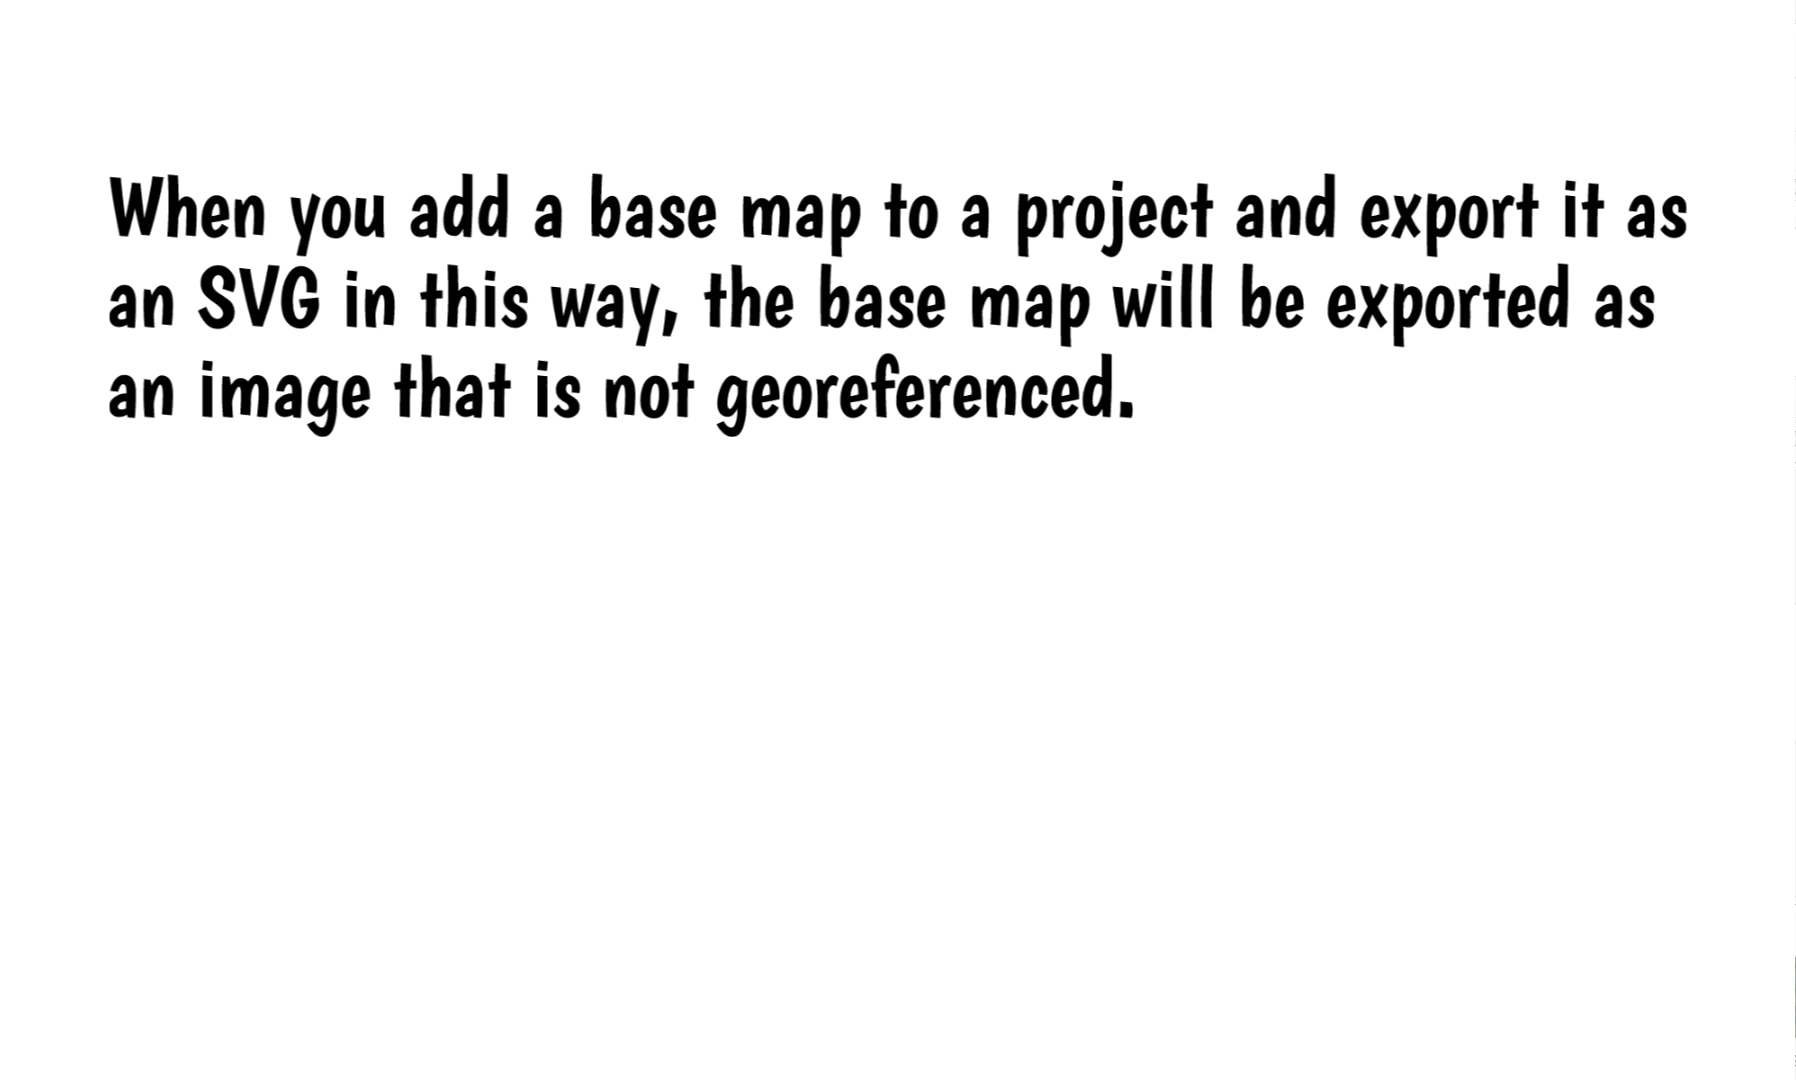 When you add a base map to a project and export it as
an SVG in this way, the base map will be exported as
an image that is not georeferenced.